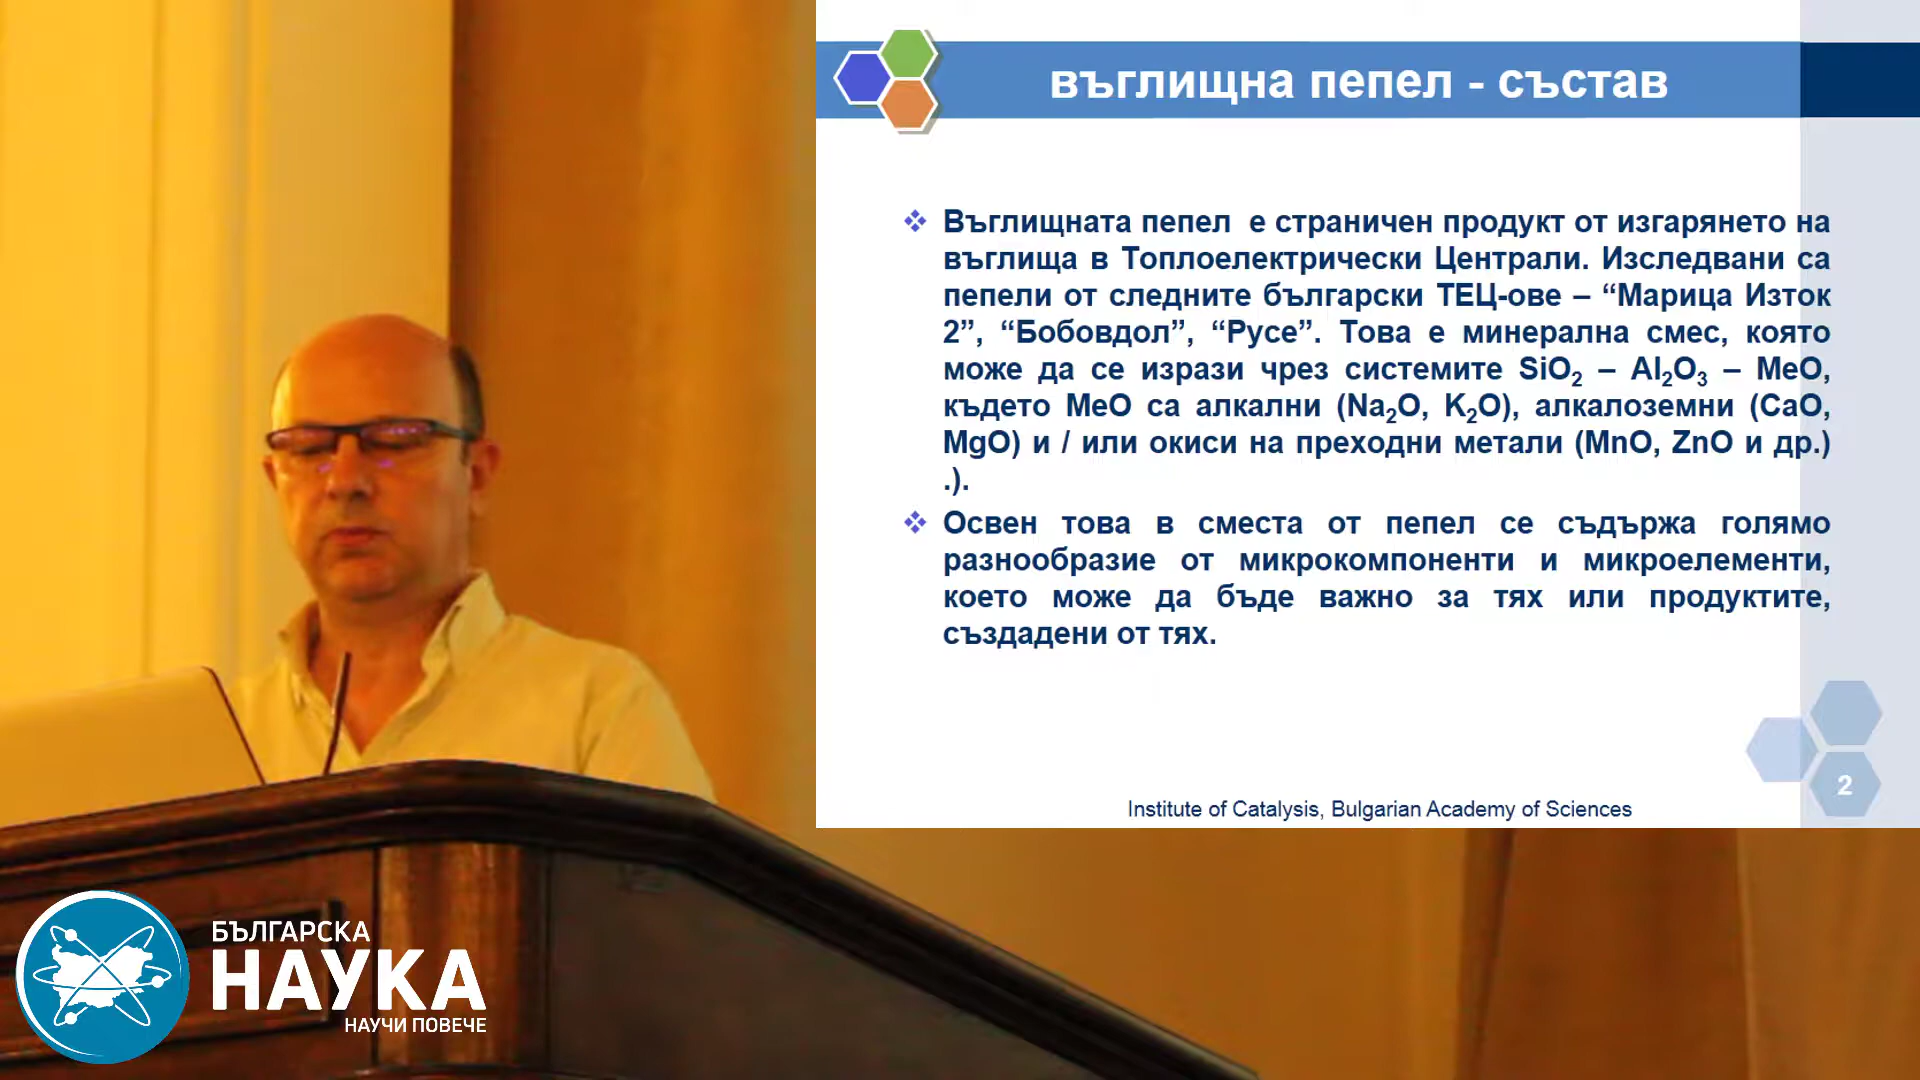 въглищна пепел - състав
Въглищната пепел е страничен продукт от изгарянето на
въглища в Топлоелектрически Централи. Изследвани са
пепели от следните български ТЕЦ-ове – “Марица Изток
2”, “Бобовдол”, “Русе”. Това е минерална смес, която
може да се изрази чрез системите SiO₂ – Al₂O₃ – MeO,
където MeO са алкални (Na₂O, K₂O), алкалоземни (CaO,
MgO) и / или окиси на преходни метали (MnO, ZnO и др.)
.).
Освен това в сместа от пепел се съдържа голямо
разнообразие от микрокомпоненти и микроелементи,
което може да бъде важно за тях или продуктите,
създадени от тях.
2
Institute of Catalysis, Bulgarian Academy of Sciences
БЪЛГАРСКА
НАУКА
НАУЧИ ПОВЕЧЕ